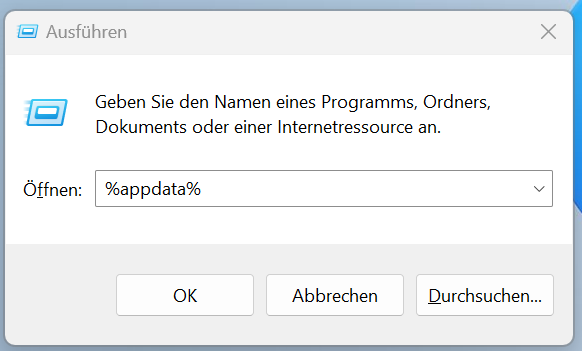 Ausführen
Geben Sie den Namen eines Programms, Ordners,
Dokuments oder einer Internetressource an.
Öffnen: %appdata%
OK Abbrechen Durchsuchen...